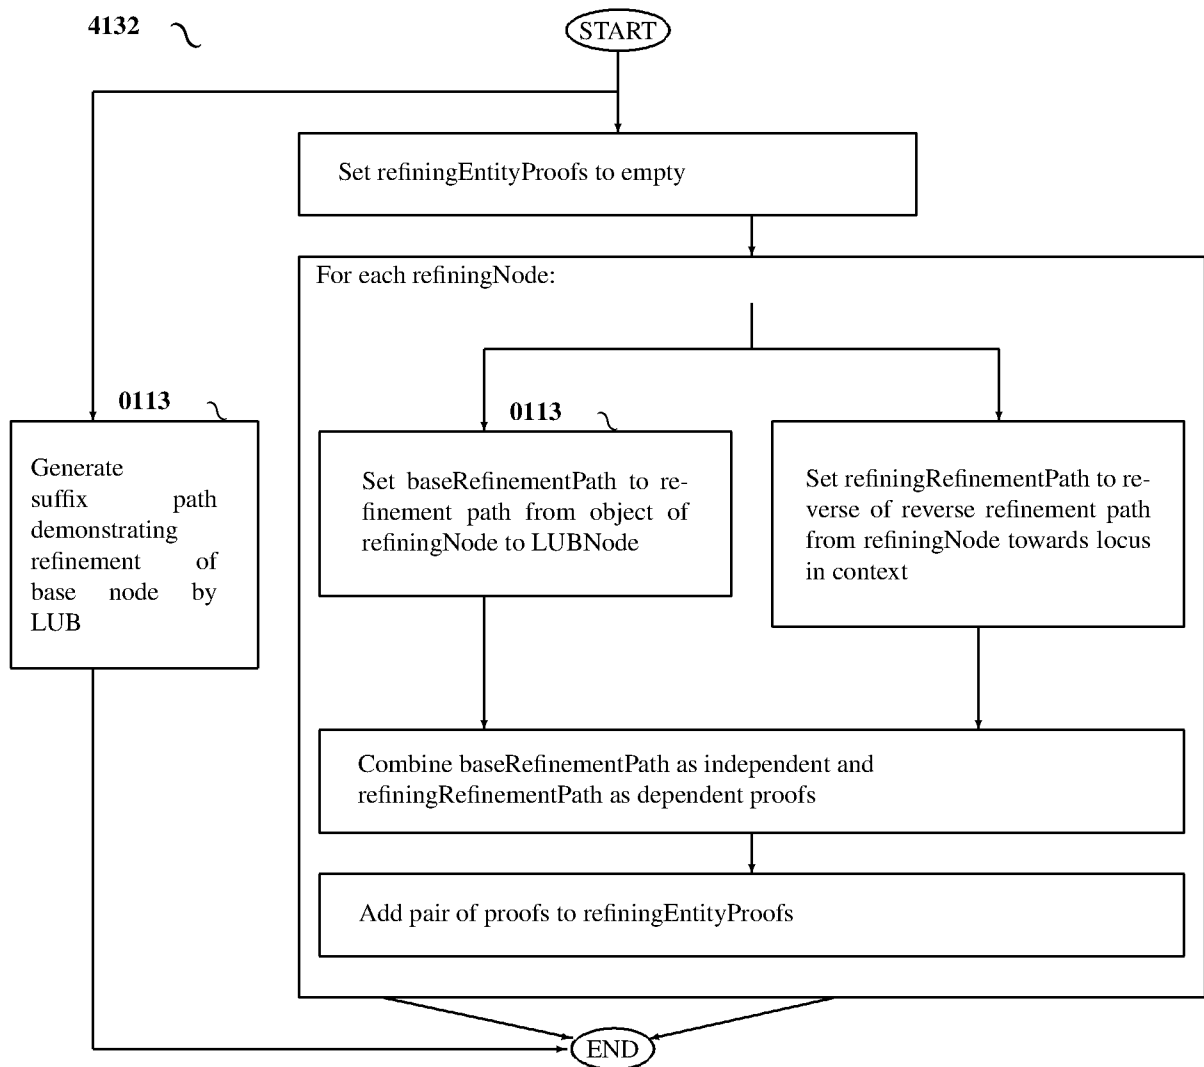 4132
START
Set refiningEntityProofs to empty
For each refiningNode:
0113
Generate
suffix path
demonstrating
refinement of
base node by
LUB
0113
Set baseRefinementPath to re-
finement path from object of
refiningNode to LUBNode
Set refiningRefinementPath to re-
verse of reverse refinement path
from refiningNode towards locus
in context
Combine baseRefinementPath as independent and
refiningRefinementPath as dependent proofs
Add pair of proofs to refiningEntityProofs
END